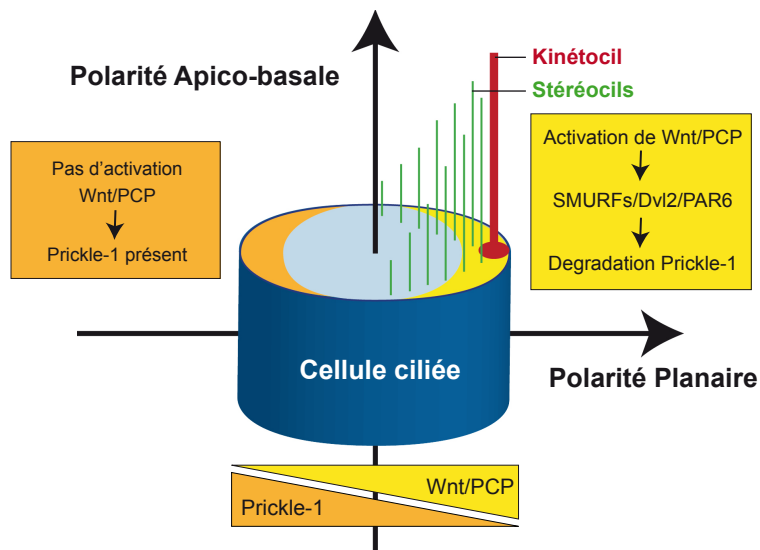 Polarité Apico-basale
Kinétocil
Stéréocils
Pas d'activation
Wnt/PCP
Prickle-1 présent
Activation de Wnt/PCP
SMURFs/Dvl2/PAR6
Degradation Prickle-1
Cellule ciliée
Polarité Planaire
Wnt/PCP
Prickle-1